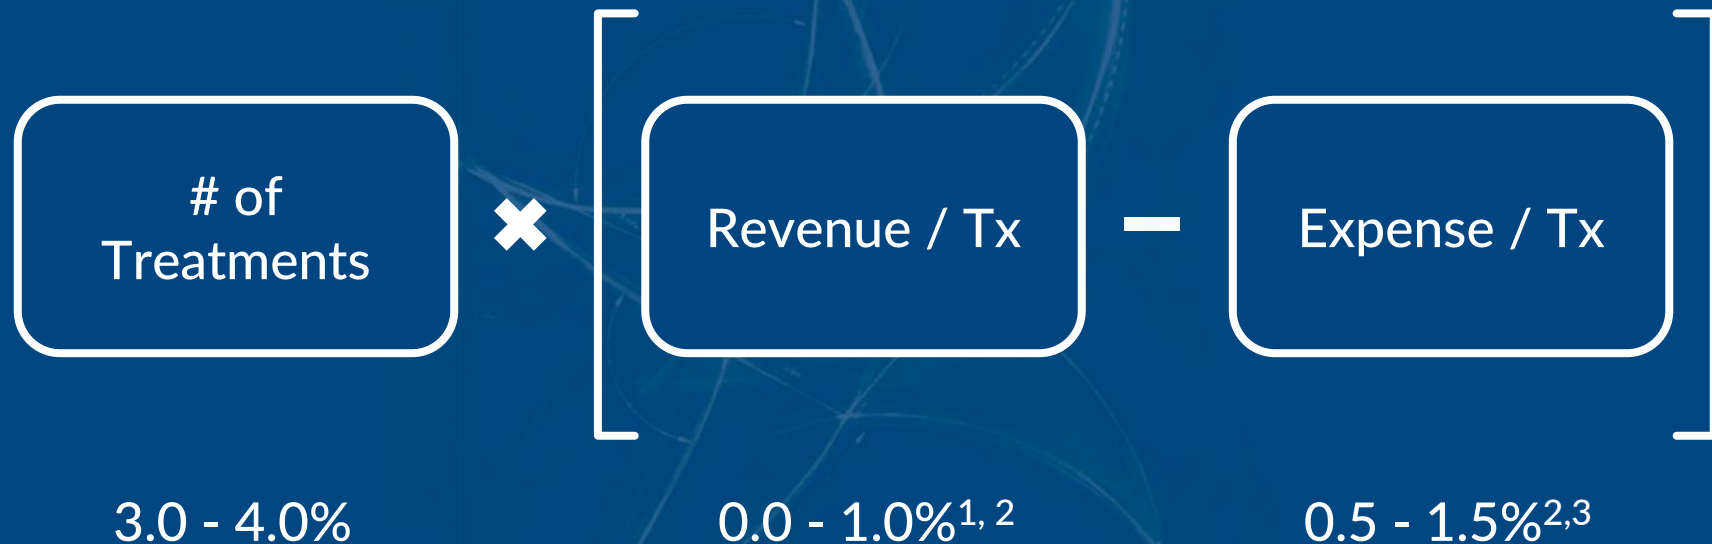 # of
Treatments
✖
Revenue / Tx
−
Expense / Tx
3.0 - 4.0%
0.0 - 1.0%1, 2
0.5 - 1.5%2,3